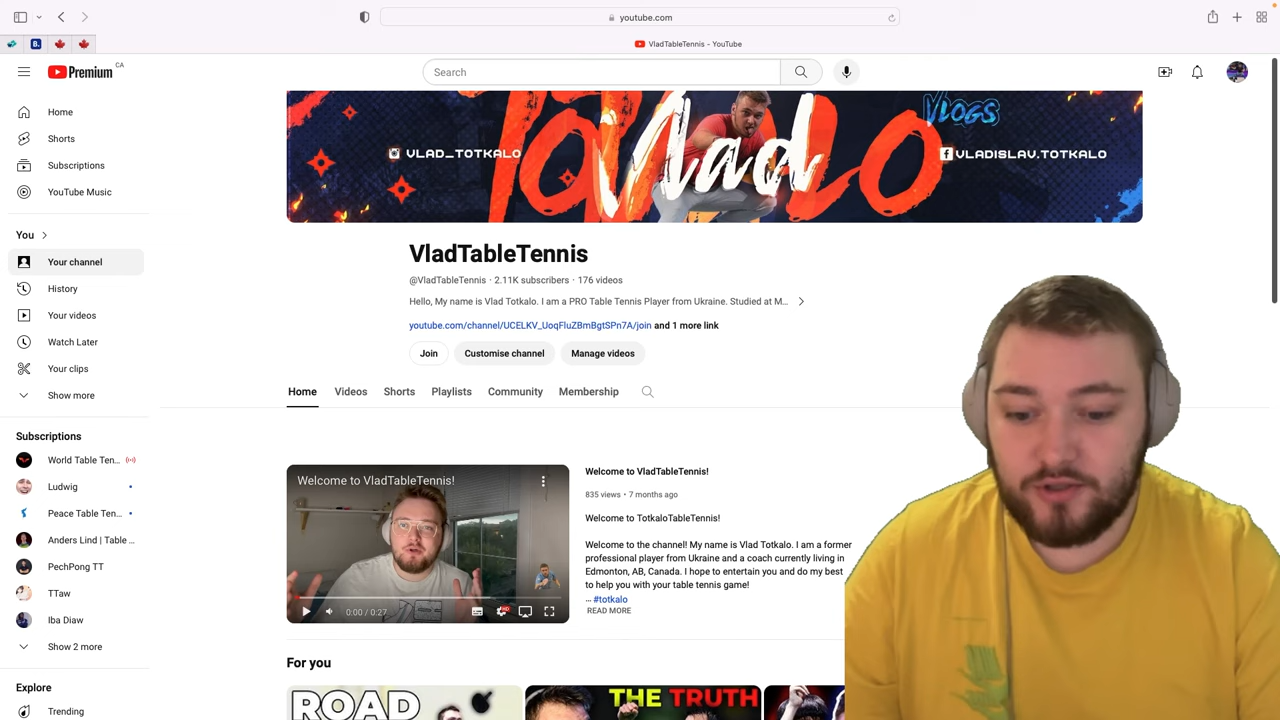 youtube.com
VladTableTennis - YouTube
Premium CA
Search
Home
Shorts
Subscriptions
YouTube Music
You
Your channel
History
Your videos
Watch Later
Your clips
Show more
Subscriptions
World Table Ten...
Ludwig
Peace Table Ten...
Anders Lind | Table ...
PechPong TT
TTaw
Iba Diaw
Show 2 more
Explore
Trending
VLOGS
VLAD_TOTKALO
Vlad
VLADISLAV.TOTKALO
VladTableTennis
@VladTableTennis · 2.11K subscribers · 176 videos
Hello, My name is Vlad Totkalo. I am a PRO Table Tennis Player from Ukraine. Studied at M...
youtube.com/channel/UCELKV_UoqFluZBmBgtSPn7A/join and 1 more link
Join
Customise channel
Manage videos
Home
Videos
Shorts
Playlists
Community
Membership
Welcome to VladTableTennis!
0:00 / 0:27
HD
Welcome to VladTableTennis!
835 views · 7 months ago
Welcome to TotkaloTableTennis!
Welcome to the channel! My name is Vlad Totkalo. I am a former
professional player from Ukraine and a coach currently living in
Edmonton, AB, Canada. I hope to entertain you and do my best
to help you with your table tennis game!
... #totkalo
READ MORE
For you
ROAD
THE TRUTH